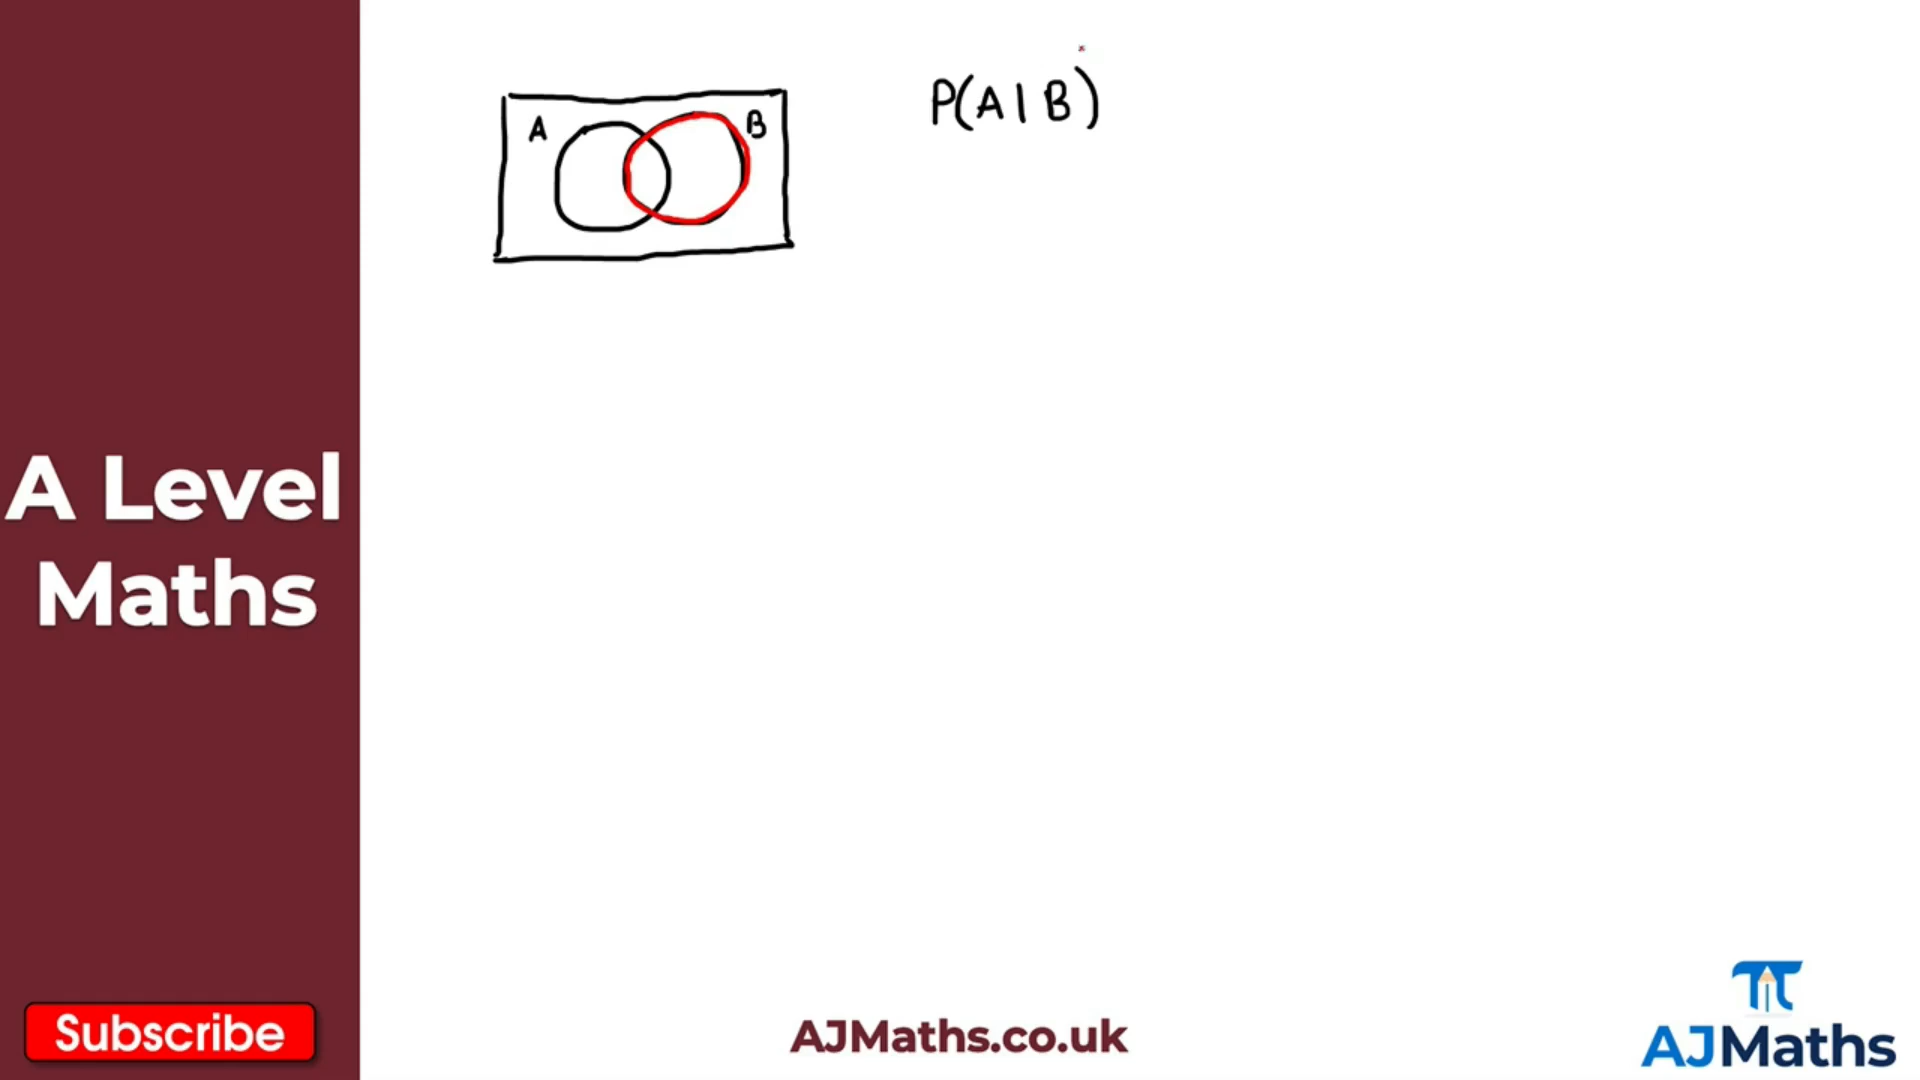 A
B
P(A|B)
A Level
Maths
Subscribe
AJMaths.co.uk
AJMaths